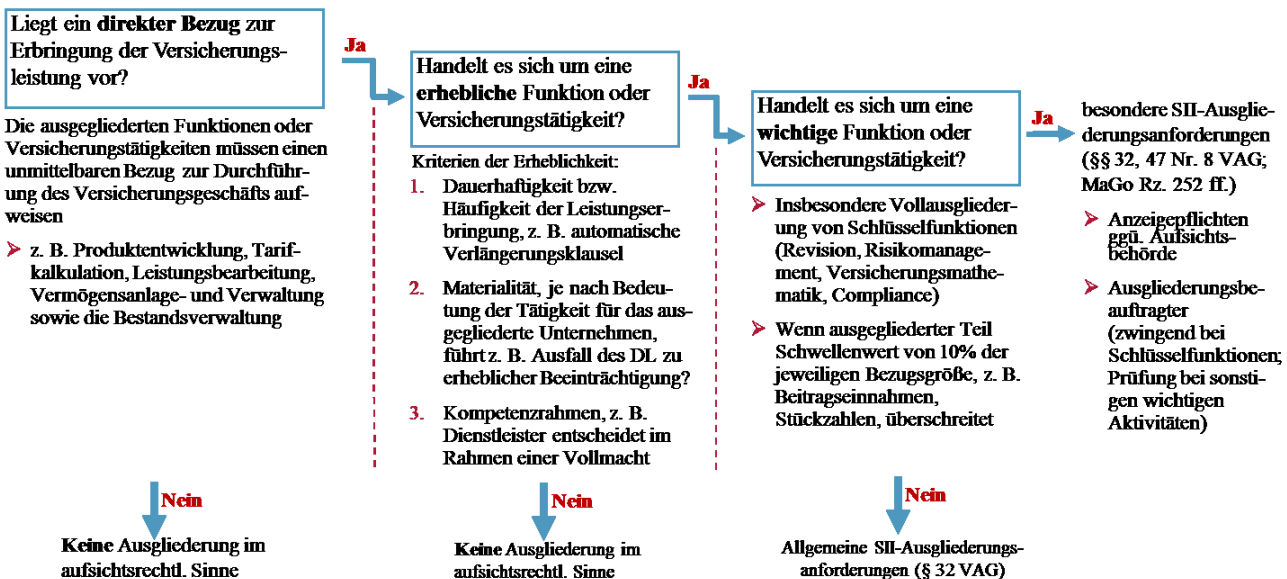 Liegt ein direkter Bezug zur
Erbringung der Versicherungs-
leistung vor?
Ja
Die ausgegliederten Funktionen oder
Versicherungstätigkeiten müssen einen
unmittelbaren Bezug zur Durchführ-
ung des Versicherungsgeschäfts auf-
weisen
z. B. Produktentwicklung, Tarif-
kalkulation, Leistungsbearbeitung,
Vermögensanlage- und Verwaltung
sowie die Bestandsverwaltung
Nein
Keine Ausgliederung im
aufsichtsrechtl. Sinne
Handelt es sich um eine
erhebliche Funktion oder
Versicherungstätigkeit?
Ja
Kriterien der Erheblichkeit:
1. Dauerhaftigkeit bzw.
Häufigkeit der Leistungser-
bringung, z. B. automatische
Verlängerungsklausel
2. Materialität, je nach Bedeu-
tung der Tätigkeit für das aus-
gegliederte Unternehmen,
führt z. B. Ausfall des DL zu
erheblicher Beeinträchtigung?
3. Kompetenzrahmen, z. B.
Dienstleister entscheidet im
Rahmen einer Vollmacht
Nein
Keine Ausgliederung im
aufsichtsrechtl. Sinne
Handelt es sich um eine
wichtige Funktion oder
Versicherungstätigkeit?
Ja
Insbesondere Vollausglieder-
ung von Schlüsselfunktionen
(Revision, Risikomanage-
ment, Versicherungsmathe-
matik, Compliance)
Wenn ausgegliederter Teil
Schwellenwert von 10% der
jeweiligen Bezugsgröße, z. B.
Beitragseinnahmen,
Stückzahlen, überschreitet
Nein
Allgemeine SII-Ausgliederungs-
anforderungen (§ 32 VAG)
besondere SII-Ausglie-
derungsanforderungen
(§§ 32, 47 Nr. 8 VAG;
MaGo Rz. 252 ff.)
Anzeigepflichten
ggü. Aufsichts-
behörde
Ausgliederungsbe-
auftragter
(zwingend bei
Schlüsselfunktionen;
Prüfung bei sonsti-
gen wichtigen
Aktivitäten)